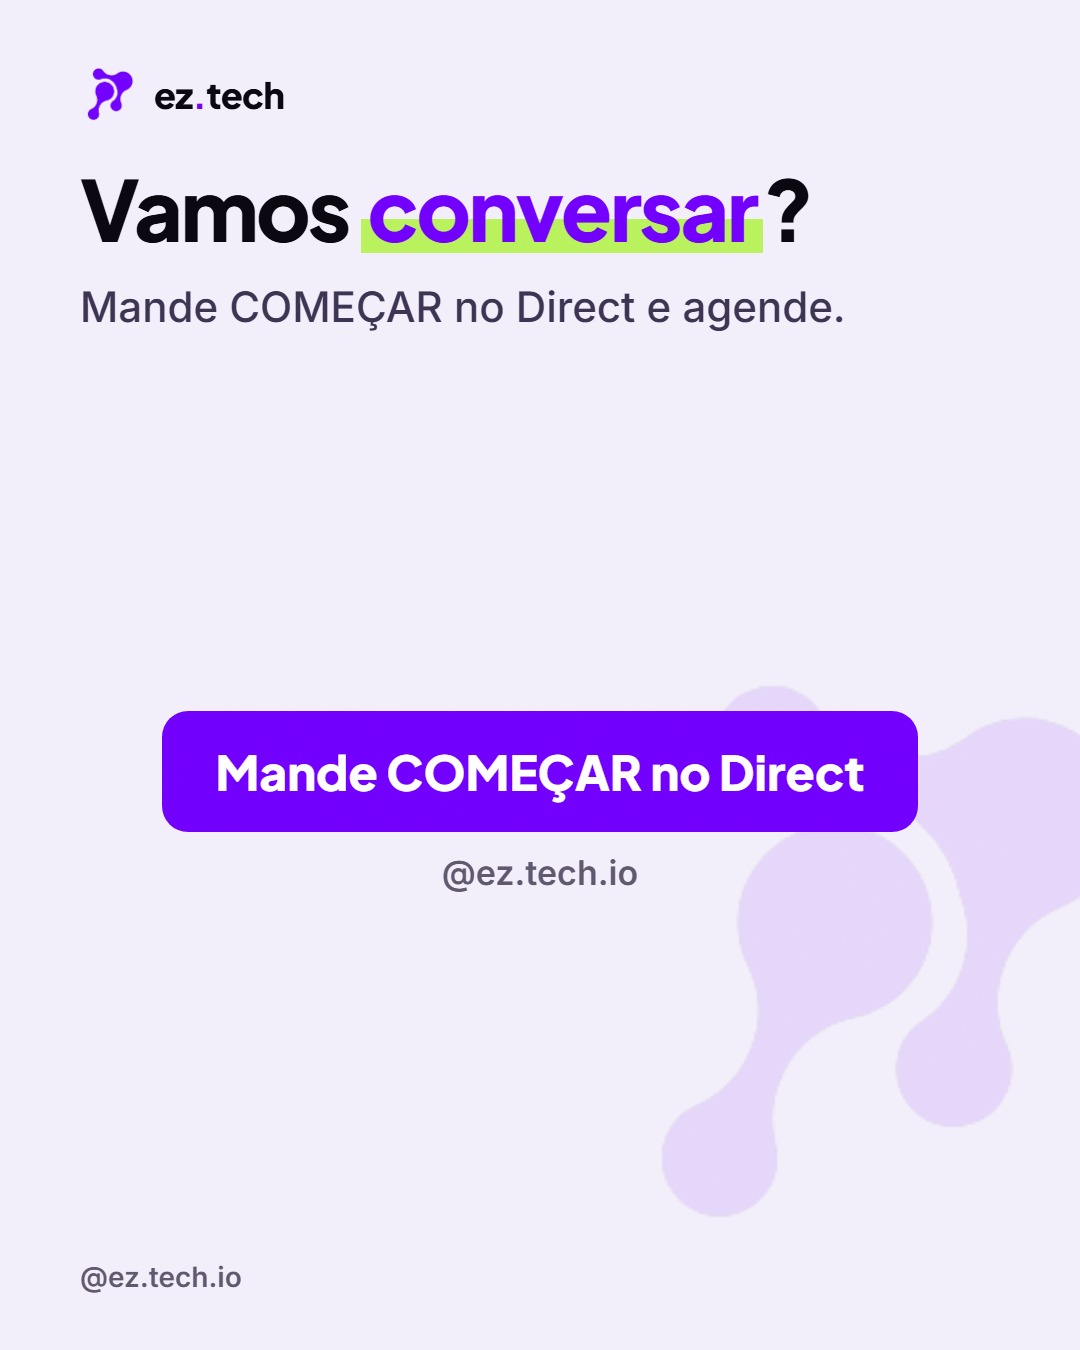 ez.tech
Vamos conversar?
Mande COMEÇAR no Direct e agende.
Mande COMEÇAR no Direct
@ez.tech.io
@ez.tech.io